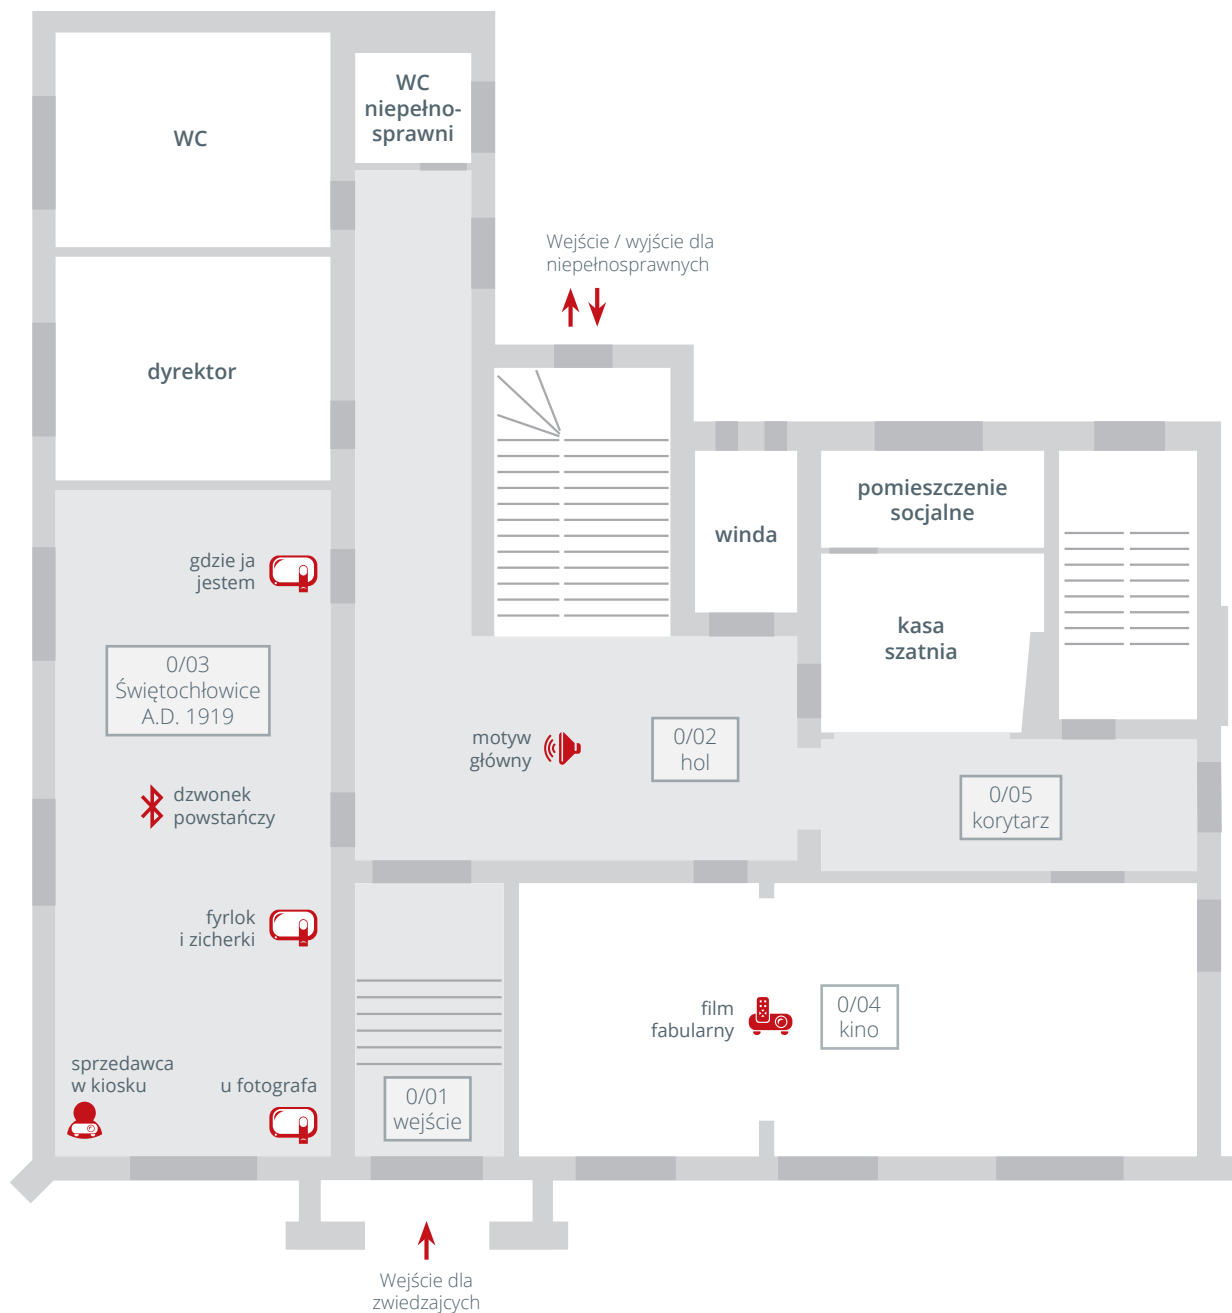 WC
WC
niepełno-
sprawni
Wejście / wyjście dla
niepełnosprawnych
dyrektor
pomieszczenie
socjalne
winda
gdzie ja
jestem
kasa
szatnia
0/03
Świętochłowice
A.D. 1919
motyw
główny
0/02
hol
dzwonek
powstańczy
0/05
korytarz
fyrlok
i zicherki
film
fabularny
0/04
kino
sprzedawca
w kiosku
u fotografa
0/01
wejście
Wejście dla
zwiedzajcych